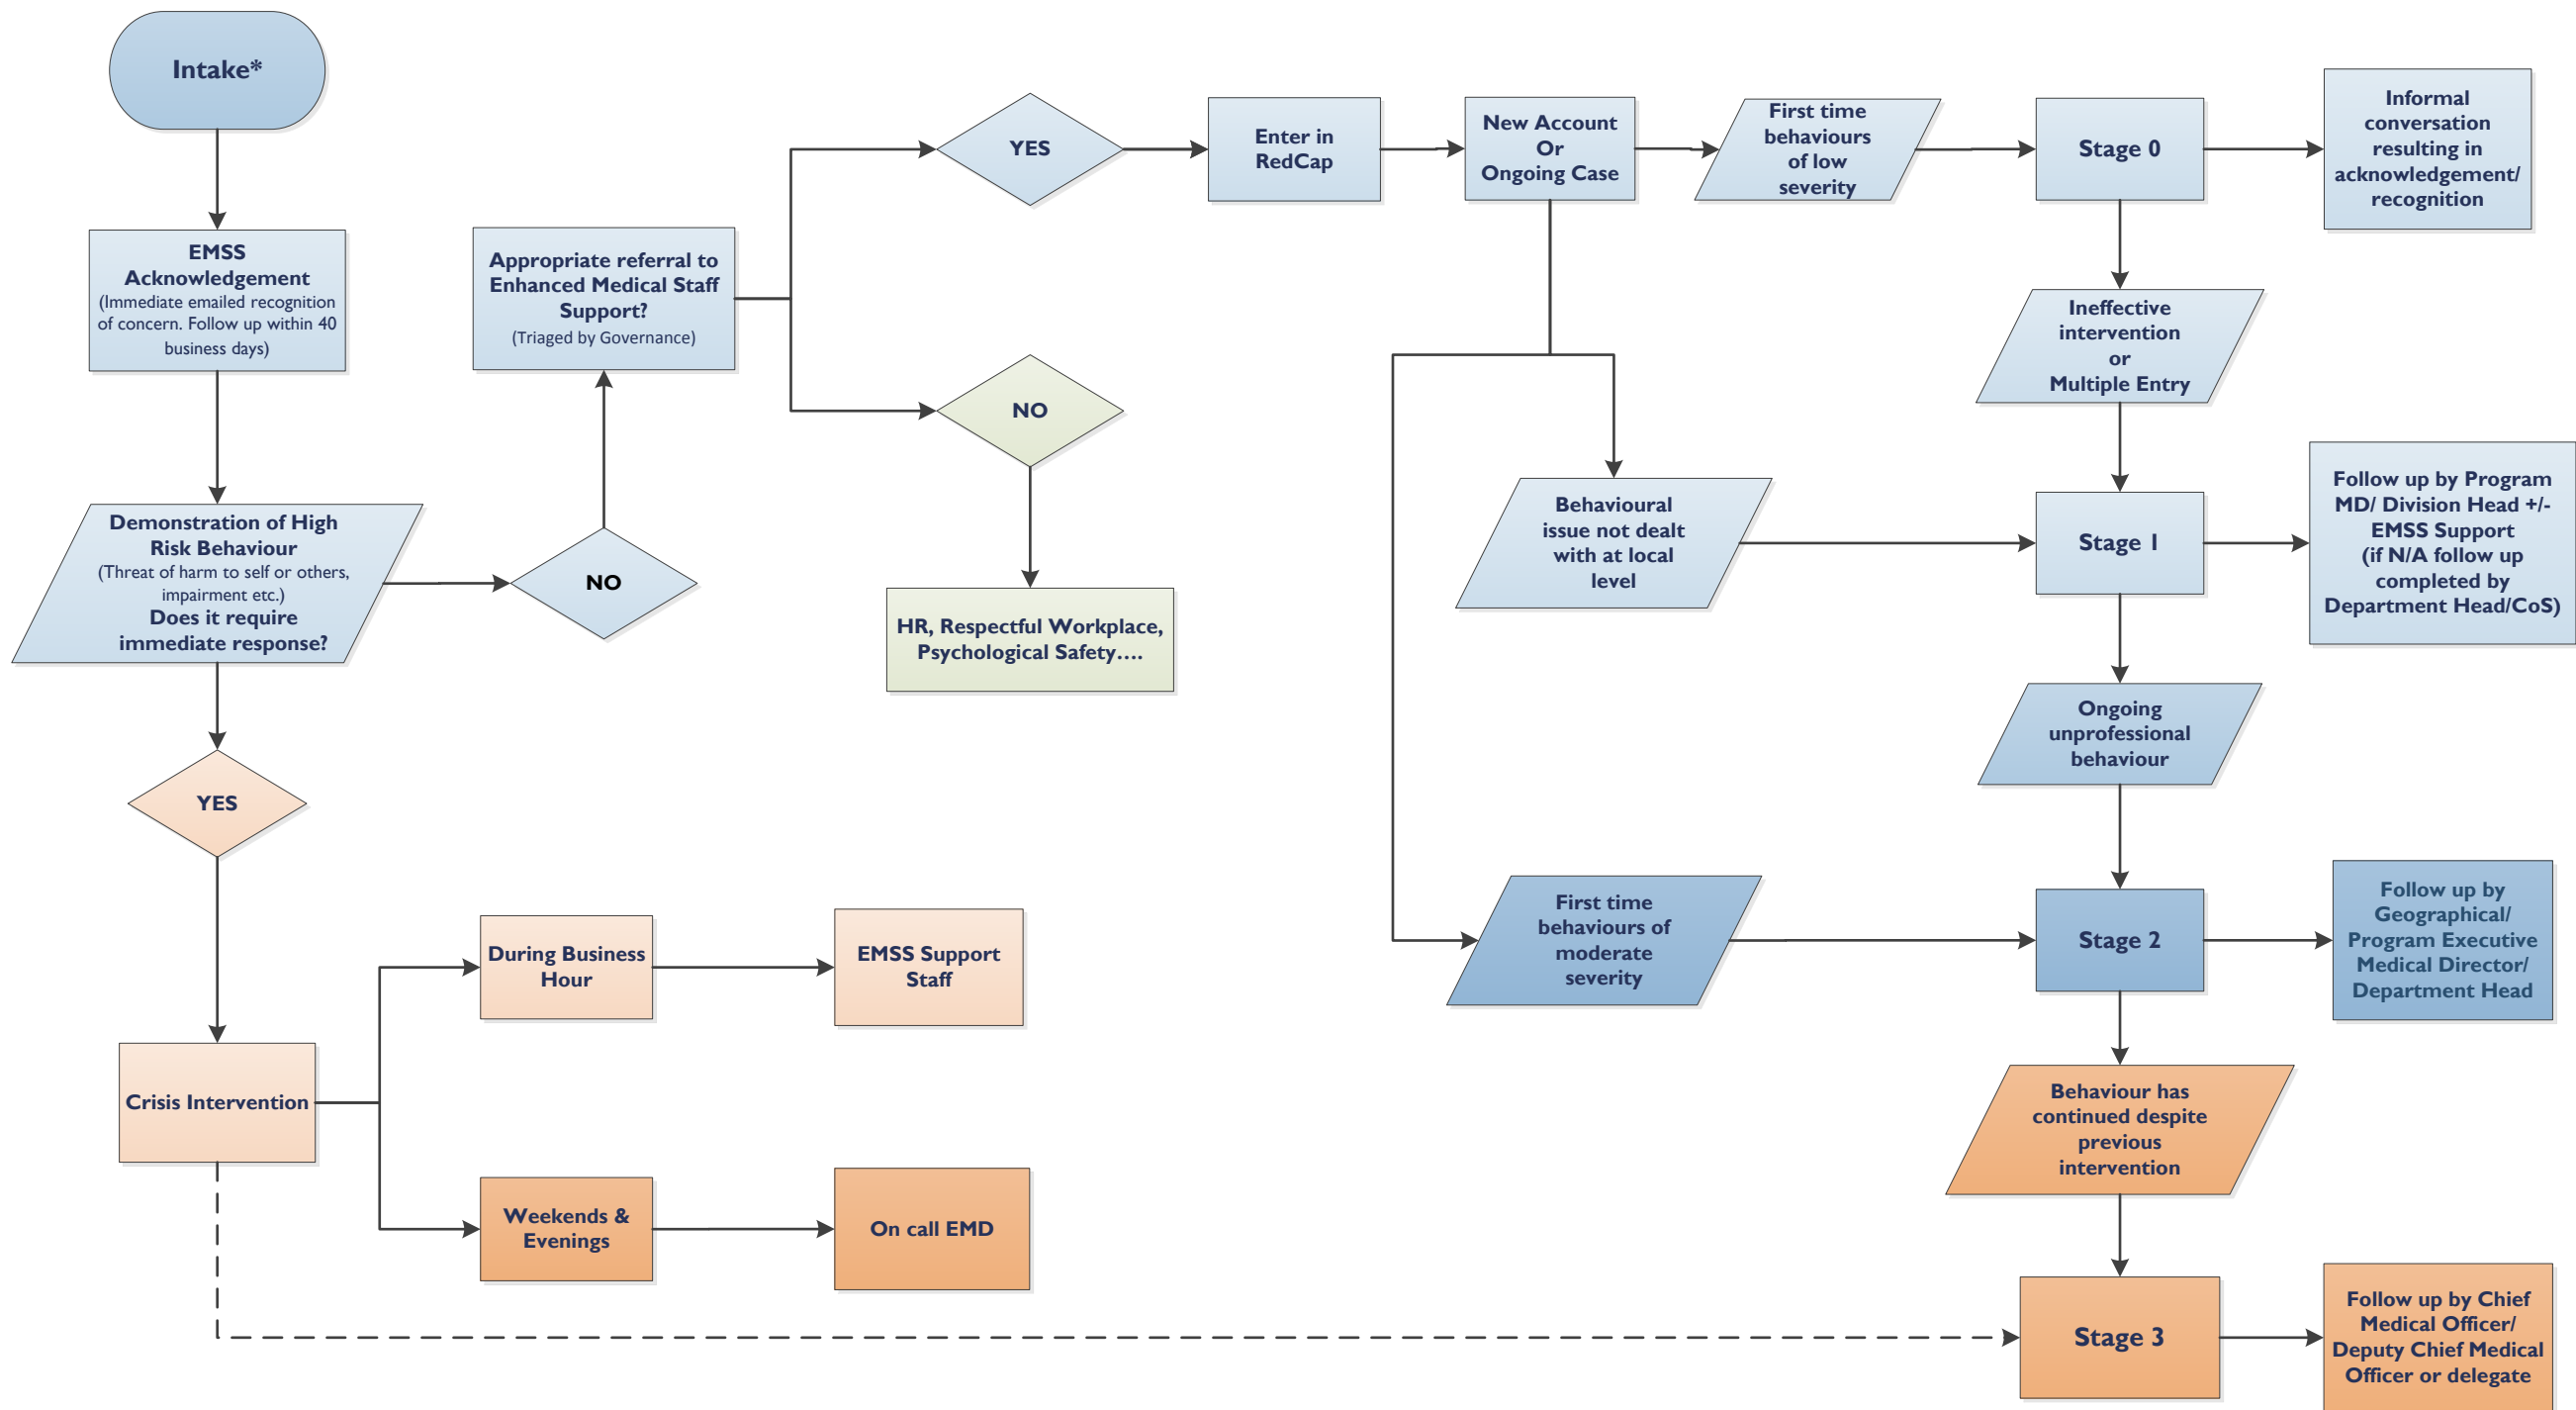 Intake*
EMSS
Acknowledgement
(Immediate emailed recognition
of concern. Follow up within 40
business days)
Demonstration of High
Risk Behaviour
(Threat of harm to self or others,
impairment etc.)
Does it require
immediate response?
NO
YES
Appropriate referral to
Enhanced Medical Staff
Support?
(Triaged by Governance)
YES
NO
HR, Respectful Workplace,
Psychological Safety....
Enter in
RedCap
New Account
Or
Ongoing Case
First time
behaviours
of low
severity
Stage 0
Informal
conversation
resulting in
acknowledgement/
recognition
Ineffective
intervention
or
Multiple Entry
Behavioural
issue not dealt
with at local
level
Stage 1
Follow up by Program
MD/ Division Head +/-
EMSS Support
(if N/A follow up
completed by
Department Head/CoS)
Ongoing
unprofessional
behaviour
First time
behaviours of
moderate
severity
Stage 2
Follow up by
Geographical/
Program Executive
Medical Director/
Department Head
Behaviour has
continued despite
previous
intervention
Stage 3
Follow up by Chief
Medical Officer/
Deputy Chief Medical
Officer or delegate
Crisis Intervention
During Business
Hour
EMSS Support
Staff
Weekends &
Evenings
On call EMD